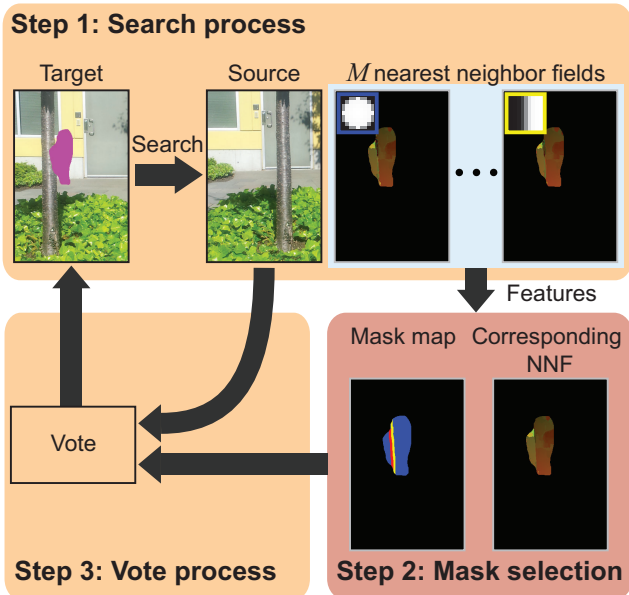 Step 1: Search process
Target
Source
M nearest neighbor fields
Search
Features
Mask map
Corresponding
NNF
Vote
Step 3: Vote process
Step 2: Mask selection